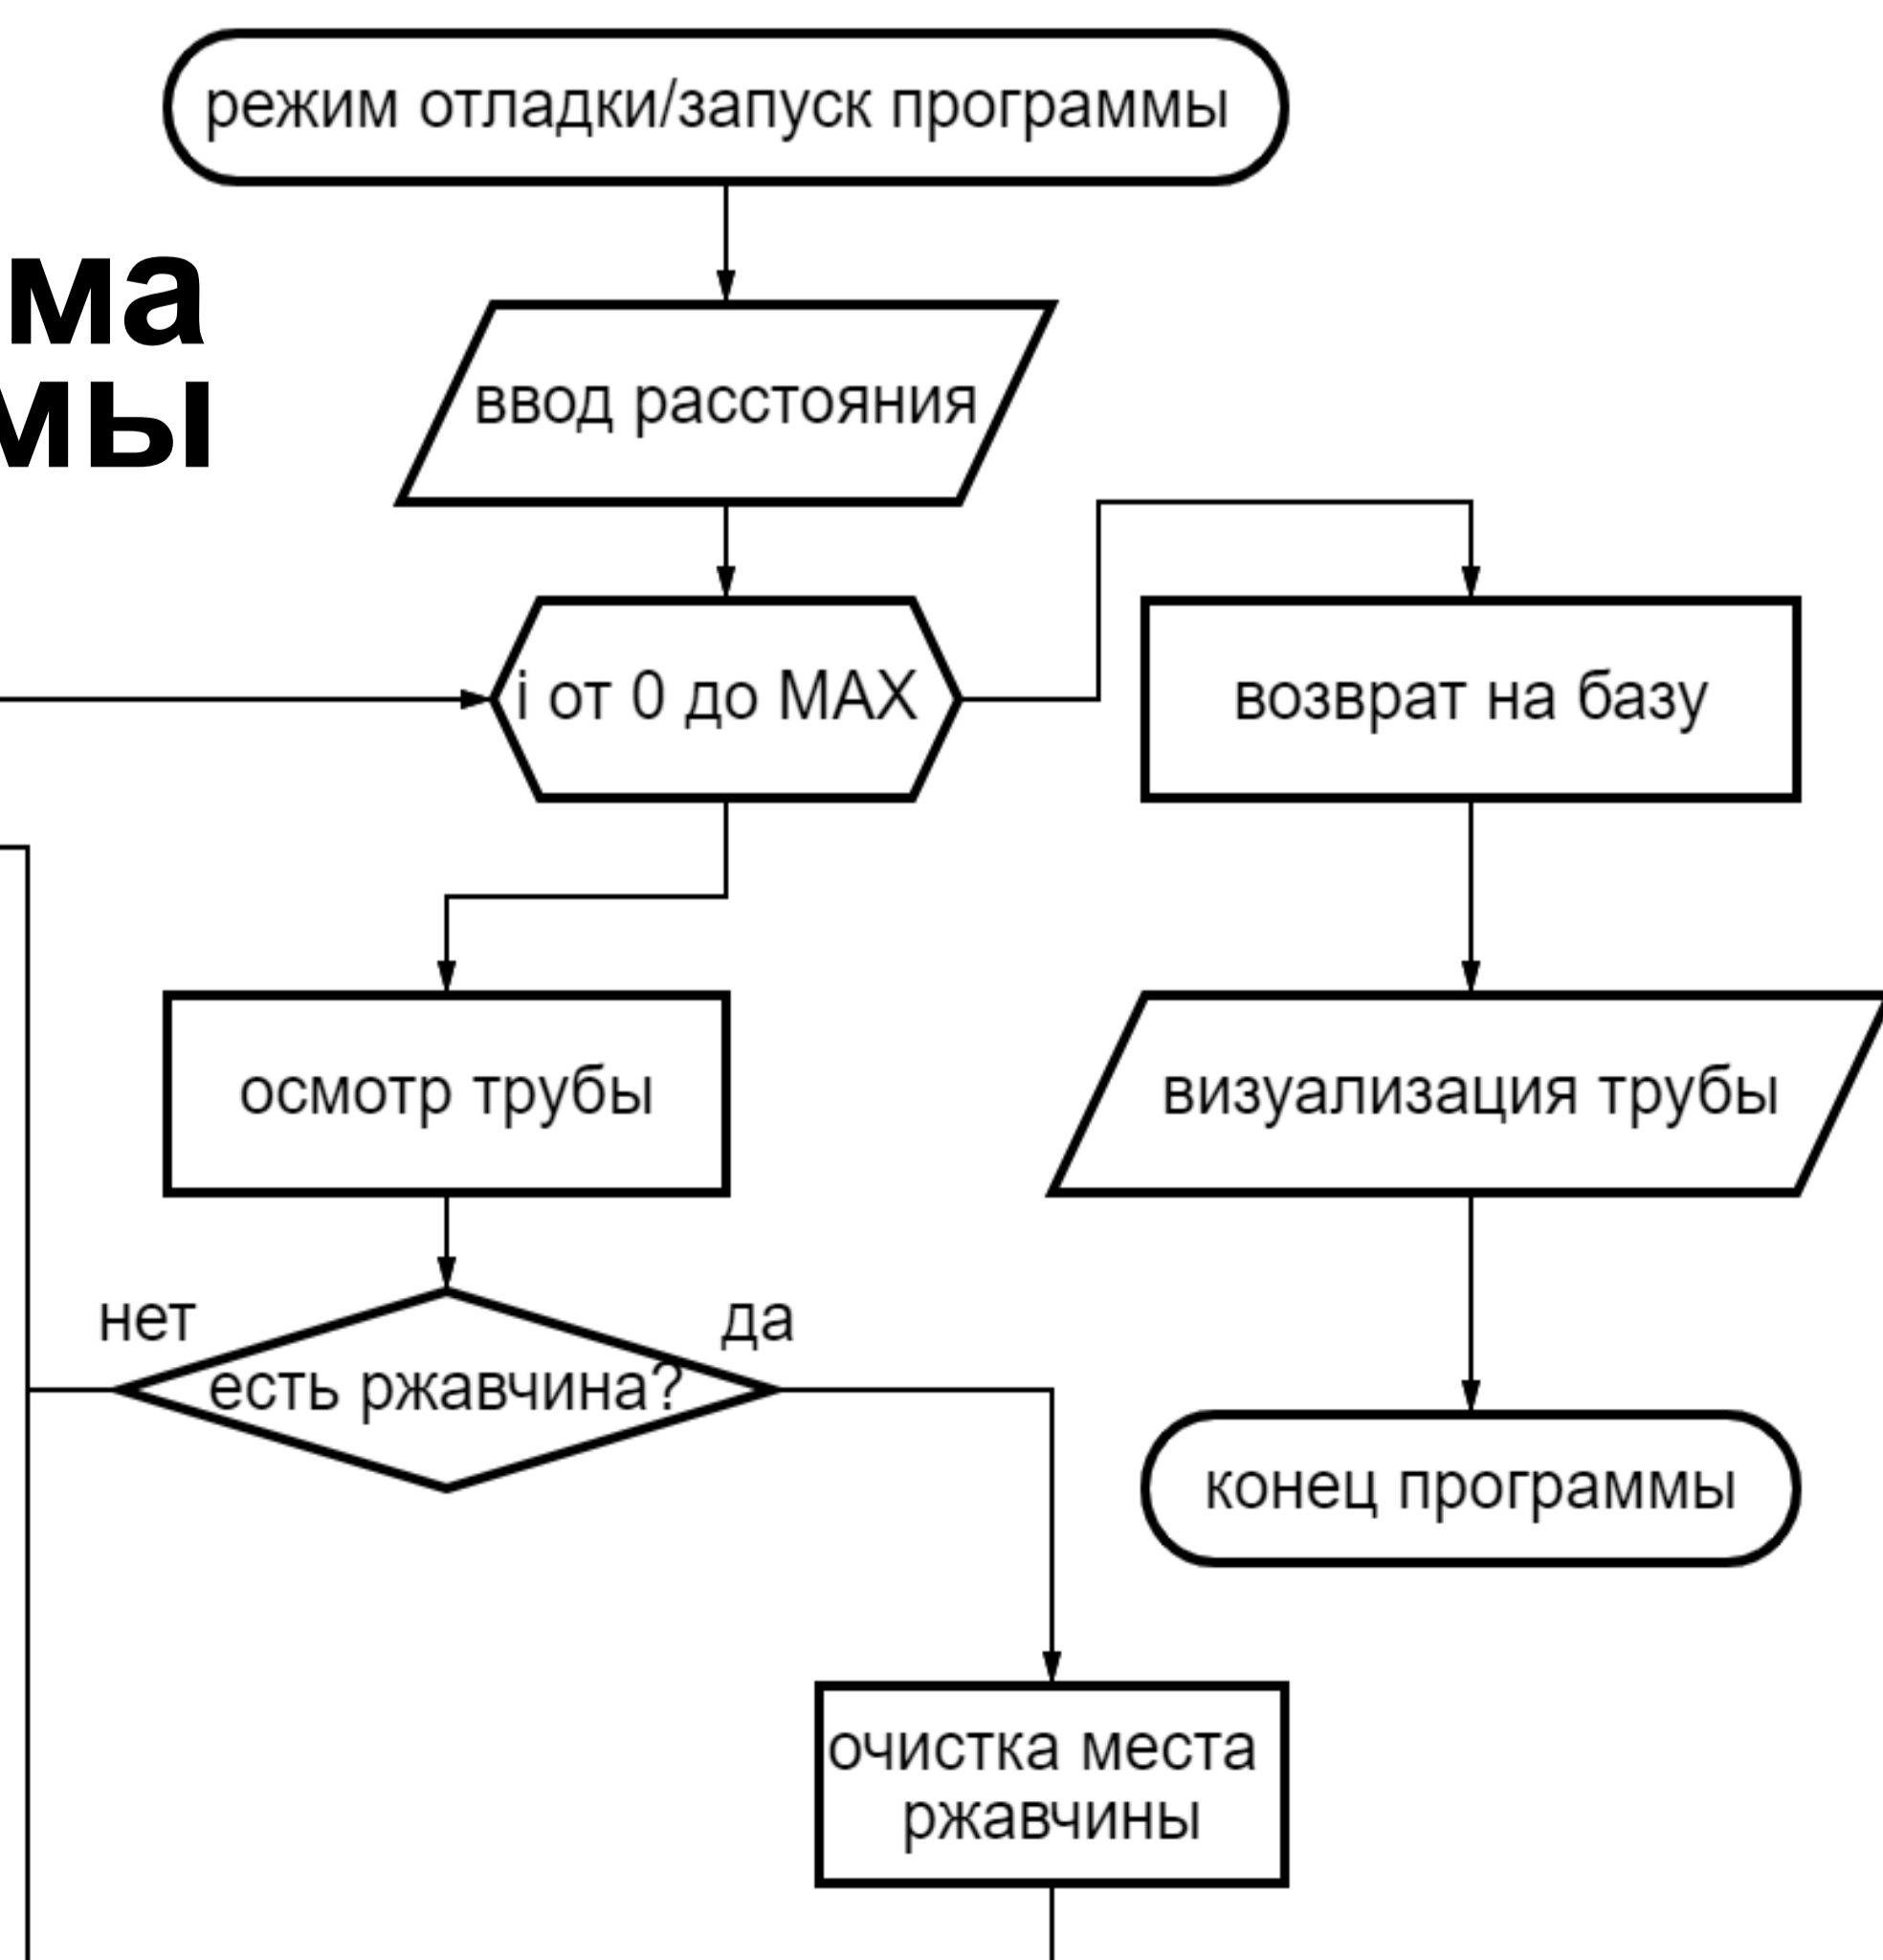 режим отладки/запуск программы
ма
мы
ввод расстояния
i от 0 до MAX
возврат на базу
осмотр трубы
визуализация трубы
нет
да
есть ржавчина?
конец программы
очистка места
ржавчины